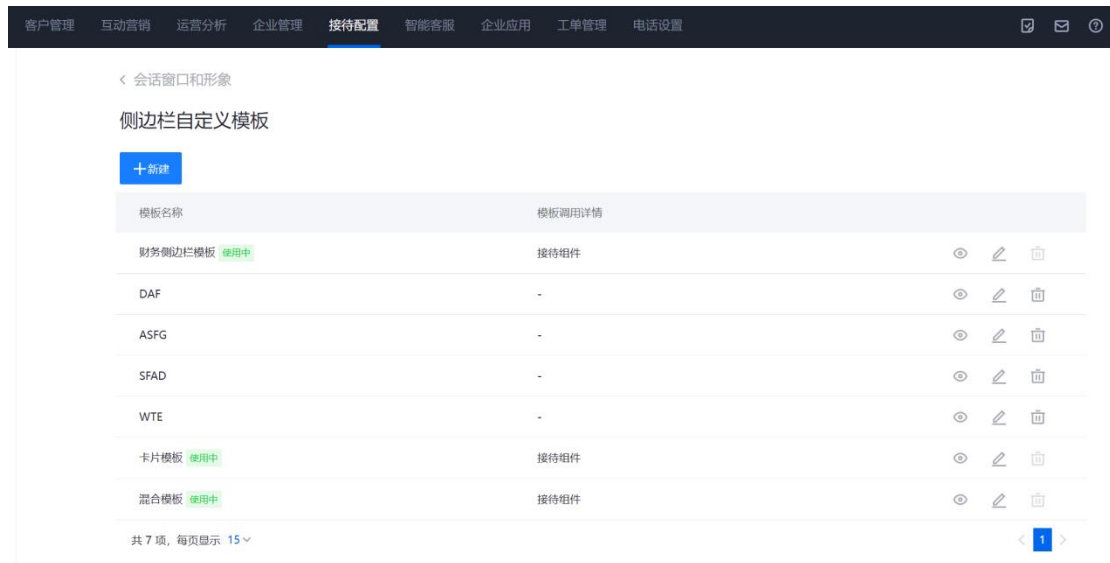 客户管理 互动营销 运营分析 企业管理 接待配置 智能客服 企业应用 工单管理 电话设置
< 会话窗口和形象
侧边栏自定义模板
+新建
模板名称 模板调用详情
财务侧边栏模板 使用中 接待组件
DAF -
ASFG -
SFAD -
WTE -
卡片模板 使用中 接待组件
混合模板 使用中 接待组件
共 7 项, 每页显示 15 < 1 >